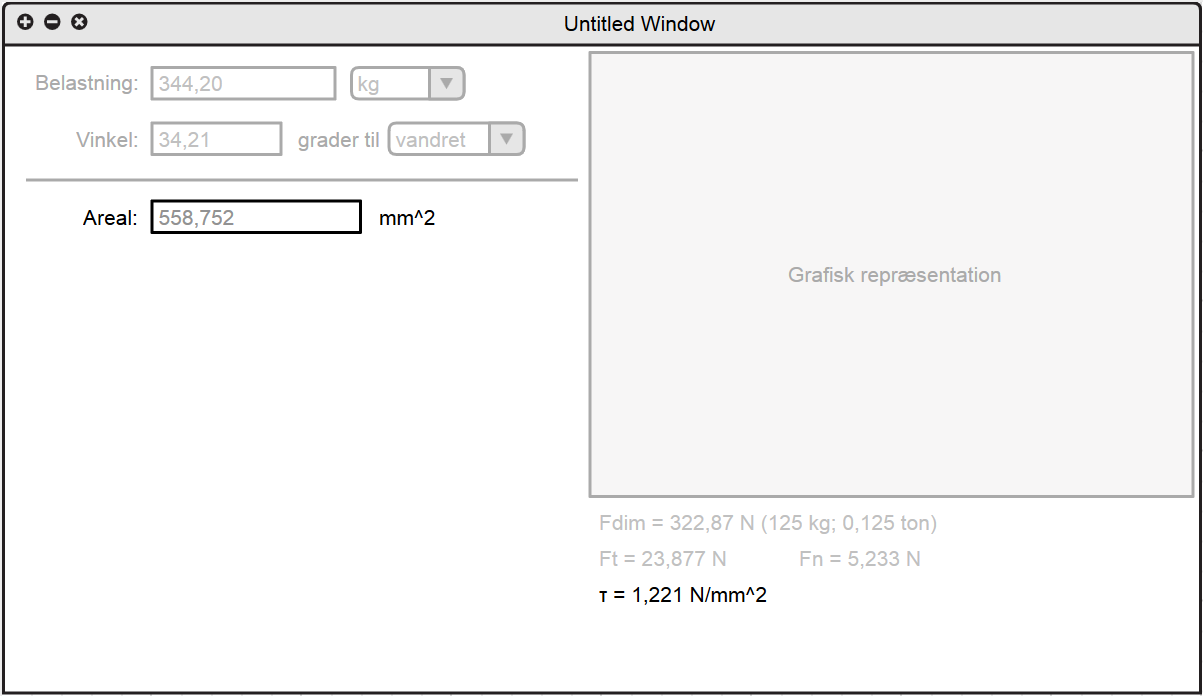 Untitled Window
Belastning: 344,20 kg
Vinkel: 34,21 grader til vandret
Areal: 558,752 mm^2
Grafisk repræsentation
Fdim = 322,87 N (125 kg; 0,125 ton)
Ft = 23,877 N Fn = 5,233 N
τ = 1,221 N/mm^2